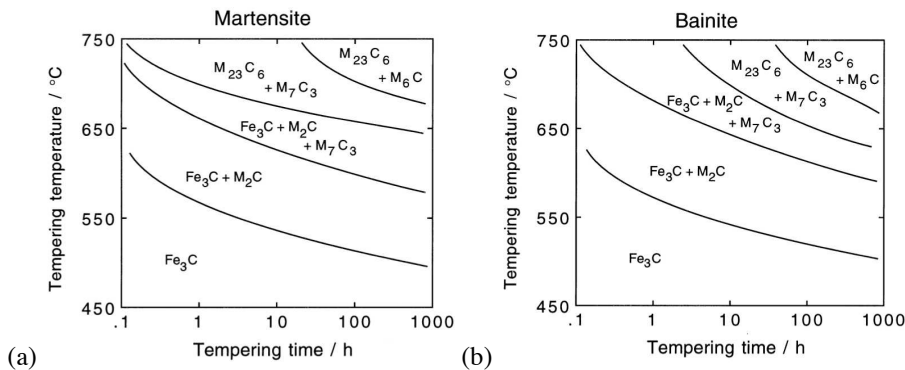 Martensite
Tempering temperature / °C
750
650
550
450
M₂₃C₆
+ M₇C₃
M₂₃C₆
+ M₆C
Fe₃C + M₂C
+ M₇C₃
Fe₃C + M₂C
Fe₃C
.1 1 10 100 1000
Tempering time / h
(a)
Bainite
Tempering temperature / °C
750
650
550
450
M₂₃C₆
+ M₇C₃
M₂₃C₆
+ M₆C
Fe₃C + M₂C
+ M₇C₃
Fe₃C + M₂C
Fe₃C
.1 1 10 100 1000
Tempering time / h
(b)